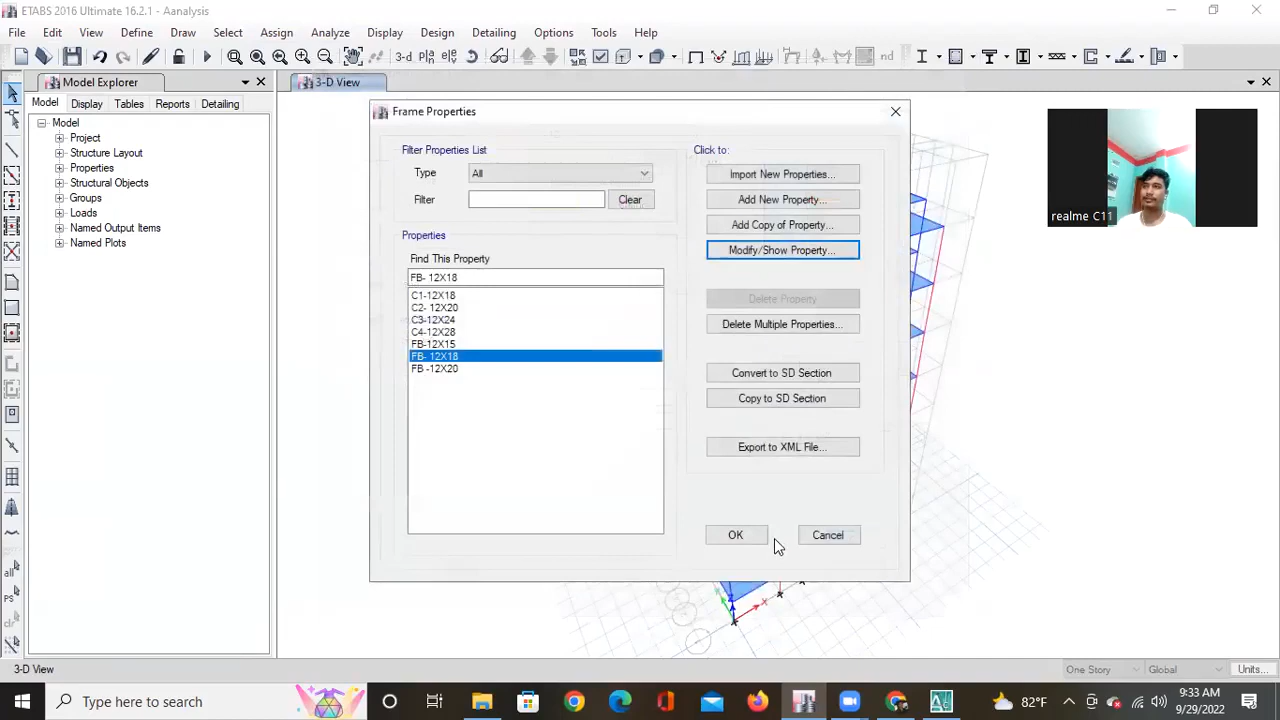 ETABS 2016 Ultimate 16.2.1 - Aanalysis
File Edit View Define Draw Select Assign Analyze Display Design Detailing Options Tools Help
3-d
nd
Model Explorer
3-D View
Model Display Tables Reports Detailing
Model
Project
Structure Layout
Properties
Structural Objects
Groups
Loads
Named Output Items
Named Plots
all
PS
dr
Frame Properties
Filter Properties List
Type All
Filter Clear
Properties
Find This Property
FB- 12X18
C1-12X18
C2- 12X20
C3-12X24
C4-12X28
FB-12X15
FB- 12X18
FB -12X20
Click to:
Import New Properties...
Add New Property...
Add Copy of Property...
Modify/Show Property...
Delete Property
Delete Multiple Properties...
Convert to SD Section
Copy to SD Section
Export to XML File...
OK Cancel
realme C11
X
3-D View
One Story Global Units...
Type here to search
82°F
9:33 AM
9/29/2022